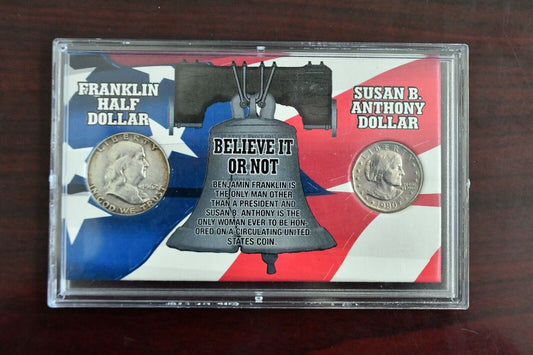 FRANKLIN
HALF
DOLLAR
SUSAN B.
ANTHONY
DOLLAR
BELIEVE IT
OR NOT
BENJAMIN FRANKLIN IS
THE ONLY MAN OTHER
THAN A PRESIDENT AND
SUSAN B. ANTHONY IS THE
ONLY WOMAN EVER TO BE HON-
ORED ON A CIRCULATING UNITED
STATES COIN.
LIBERTY
IN GOD WE TRUST
LIBERTY
1980